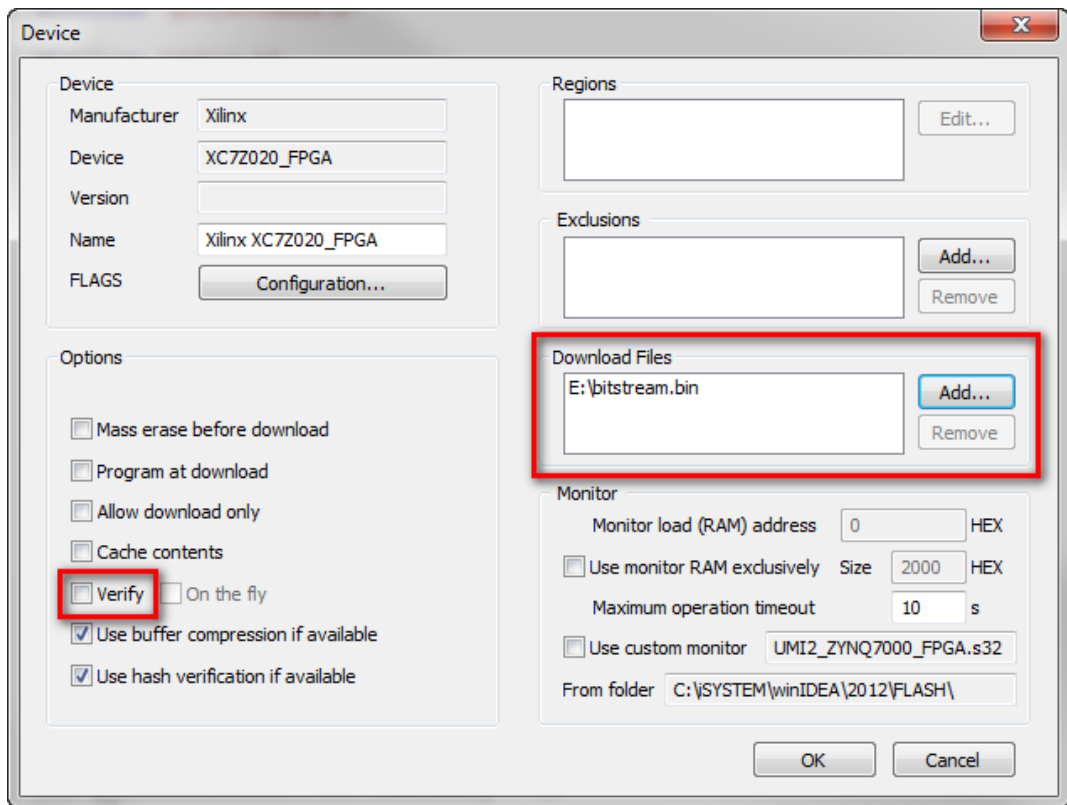 Device
Device
Manufacturer Xilinx
Device XC7Z020_FPGA
Version
Name Xilinx XC7Z020_FPGA
FLAGS Configuration...
Options
Mass erase before download
Program at download
Allow download only
Cache contents
Verify On the fly
Use buffer compression if available
Use hash verification if available
Regions
Edit...
Exclusions
Add...
Remove
Download Files
E:\bitstream.bin
Add...
Remove
Monitor
Monitor load (RAM) address 0 HEX
Use monitor RAM exclusively Size 2000 HEX
Maximum operation timeout 10 s
Use custom monitor UMI2_ZYNQ7000_FPGA.s32
From folder C:\iSYSTEM\winIDEA\2012\FLASH\
OK Cancel